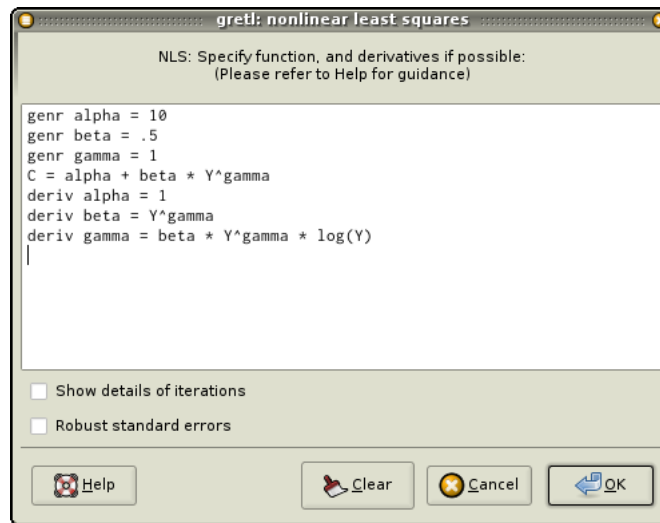 gretl: nonlinear least squares
NLS: Specify function, and derivatives if possible:
(Please refer to Help for guidance)
genr alpha = 10
genr beta = .5
genr gamma = 1
C = alpha + beta * Y^gamma
deriv alpha = 1
deriv beta = Y^gamma
deriv gamma = beta * Y^gamma * log(Y)
Show details of iterations
Robust standard errors
Help
Clear
Cancel
OK